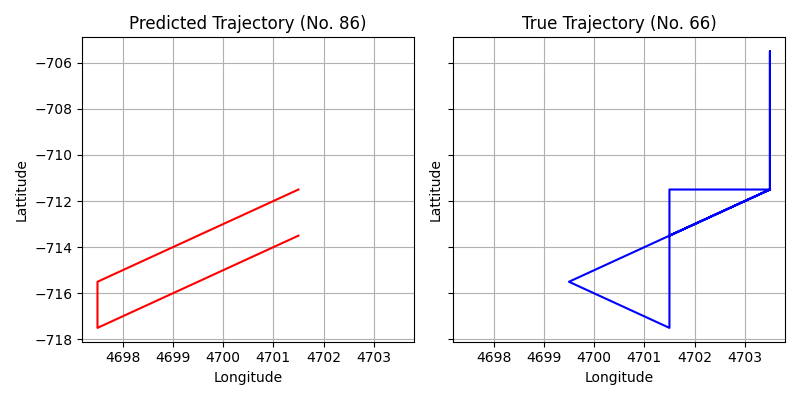 Predicted Trajectory (No. 86)
True Trajectory (No. 66)
Lattitude
−706
−708
−710
−712
−714
−716
−718
4698 4699 4700 4701 4702 4703
Longitude
Lattitude
4698 4699 4700 4701 4702 4703
Longitude